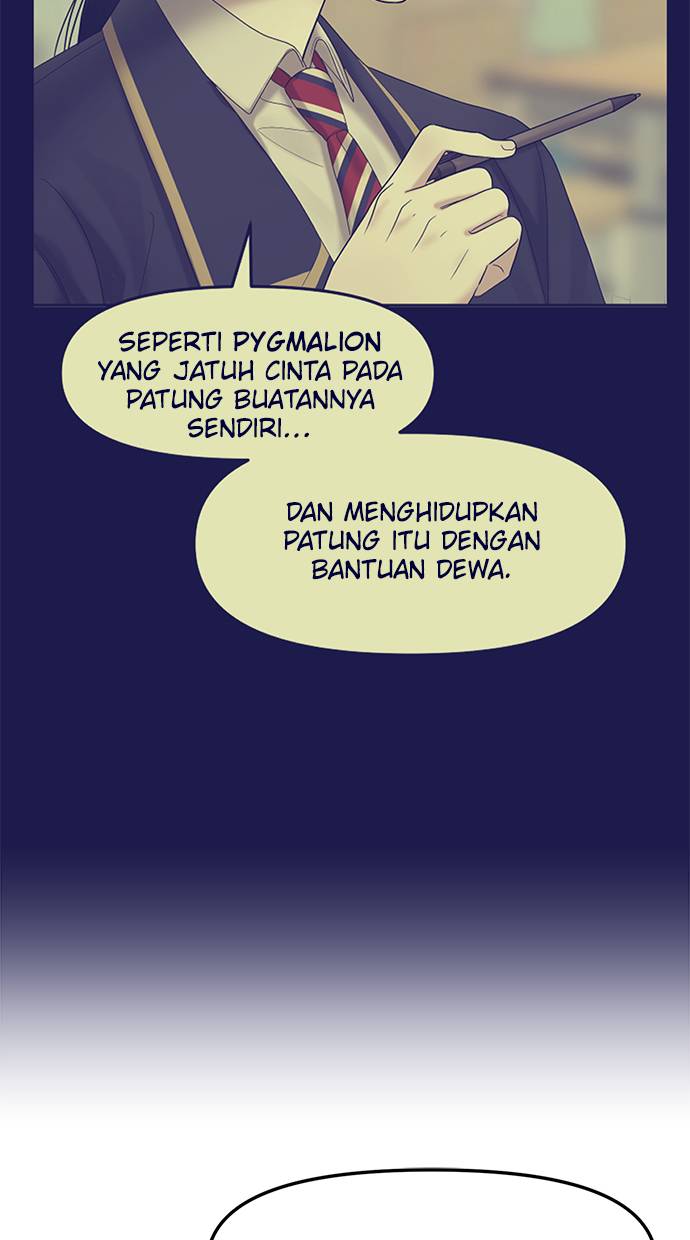 SEPERTI PYGMALION
YANG JATUH CINTA PADA
PATUNG BUATANNYA
SENDIRI...
DAN MENGHIDUPKAN
PATUNG ITU DENGAN
BANTUAN DEWA.